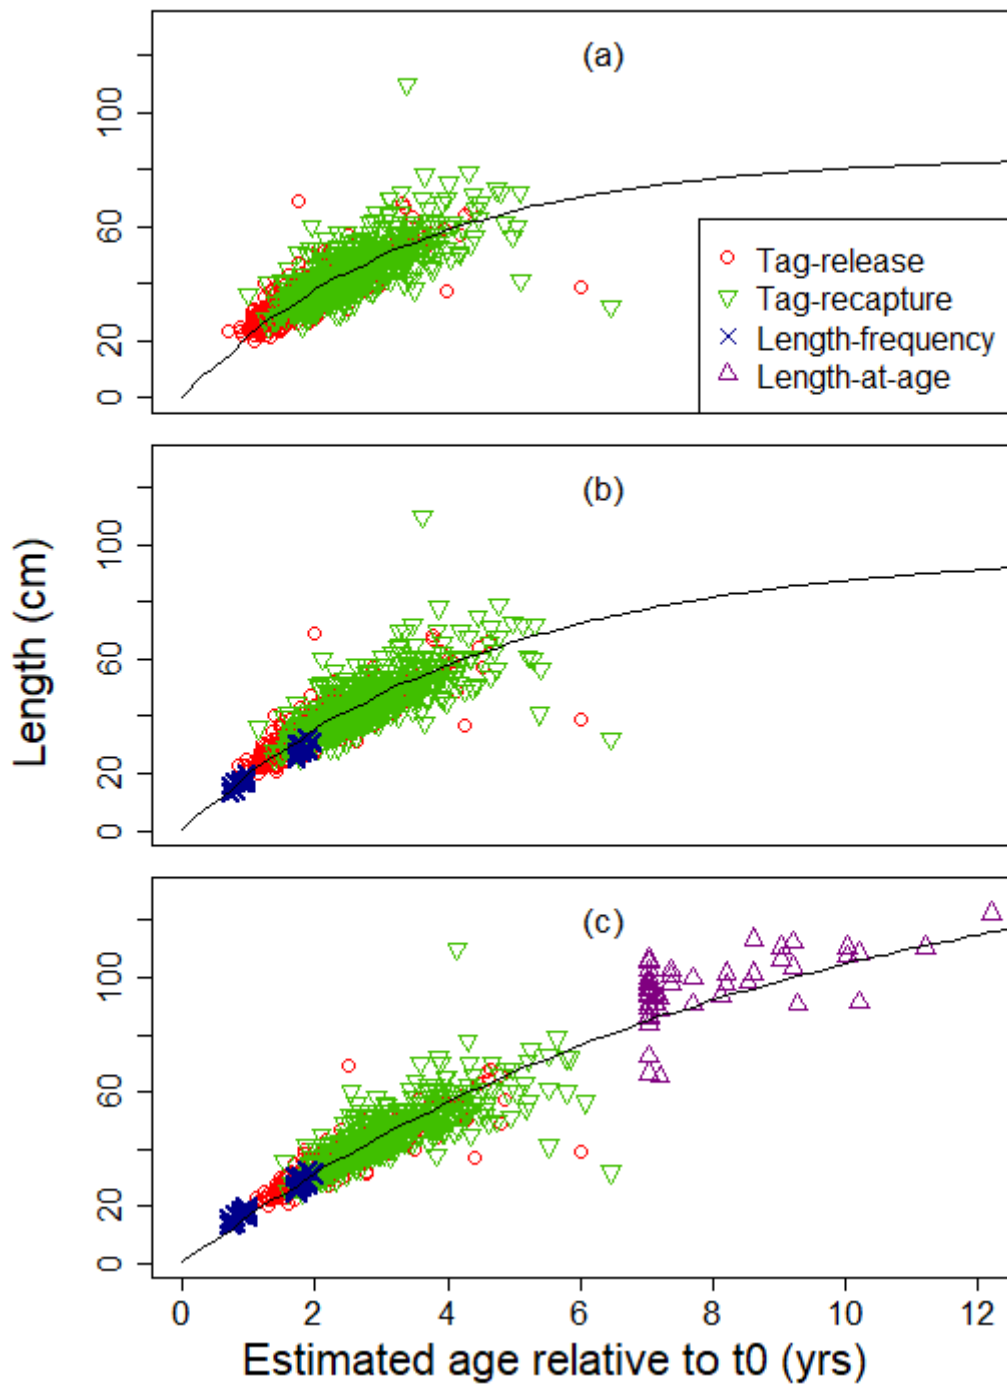 (a)
100
60
20
0
Tag-release
Tag-recapture
Length-frequency
Length-at-age
(b)
100
60
20
0
Length (cm)
(c)
100
60
20
0
0 2 4 6 8 10 12
Estimated age relative to t0 (yrs)